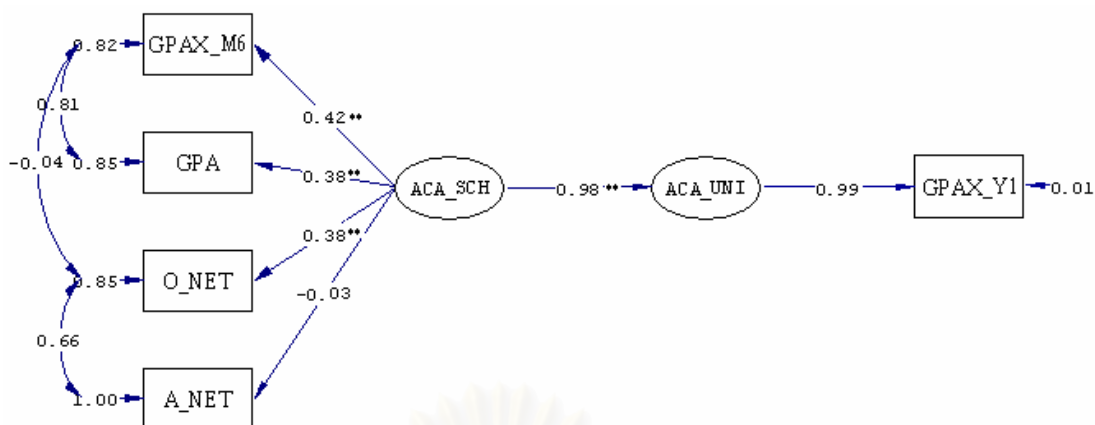 0.82
GPAX_M6
0.81
0.42**
-0.04
0.85
GPA
0.38**
ACA_SCH
0.98**
ACA_UNI
0.99
GPAX_Y1
0.01
0.38**
0.85
O_NET
-0.03
0.66
1.00
A_NET